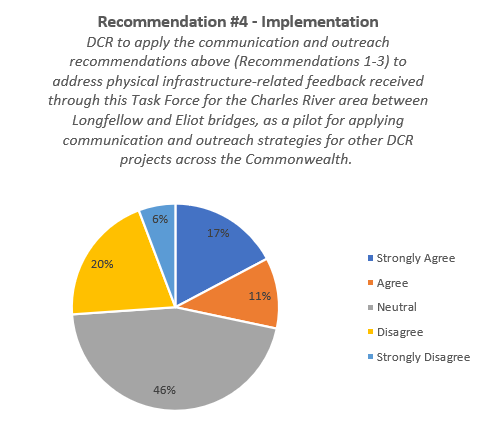 Recommendation #4 - Implementation
DCR to apply the communication and outreach
recommendations above (Recommendations 1-3) to
address physical infrastructure-related feedback received
through this Task Force for the Charles River area between
Longfellow and Eliot bridges, as a pilot for applying
communication and outreach strategies for other DCR
projects across the Commonwealth.
6%
17%
20%
11%
46%
Strongly Agree
Agree
Neutral
Disagree
Strongly Disagree